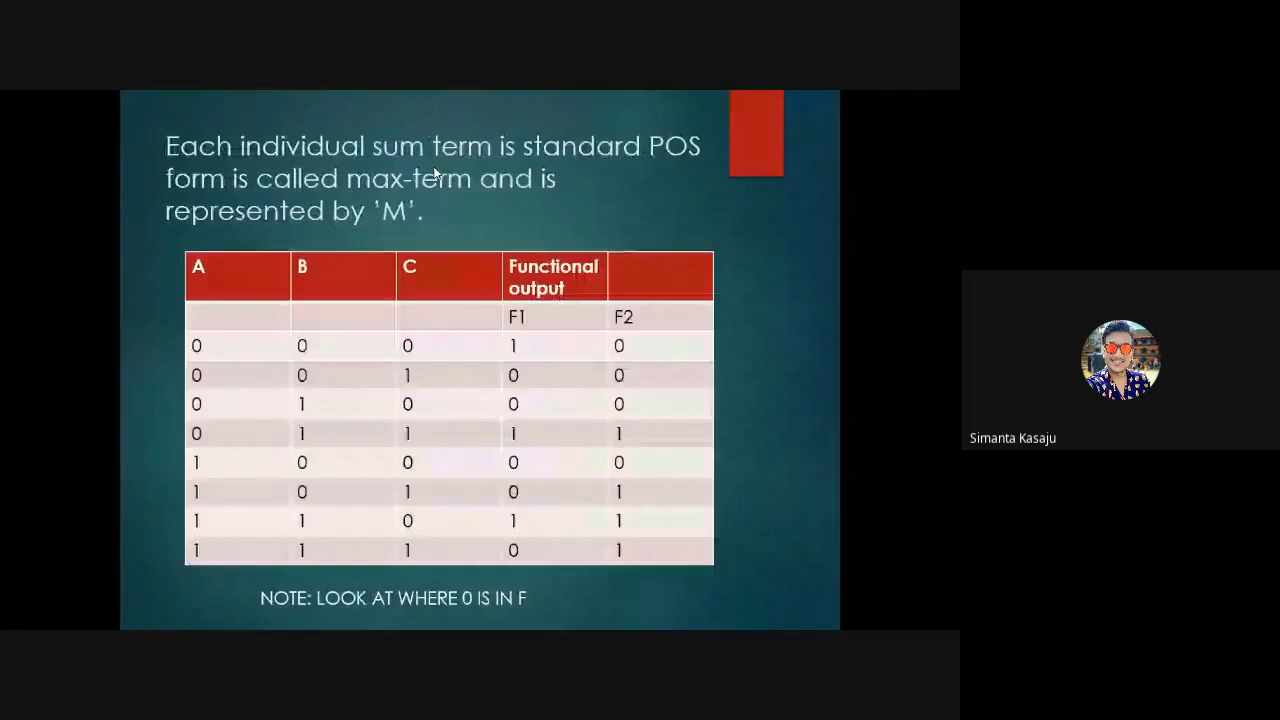 Each individual sum term is standard POS
form is called max-term and is
represented by 'M'.
A B C Functional output
F1 F2
0 0 0 1 0
0 0 1 0 0
0 1 0 0 0
0 1 1 1 1
1 0 0 0 0
1 0 1 0 1
1 1 0 1 1
1 1 1 0 1
NOTE: LOOK AT WHERE 0 IS IN F
Simanta Kasaju